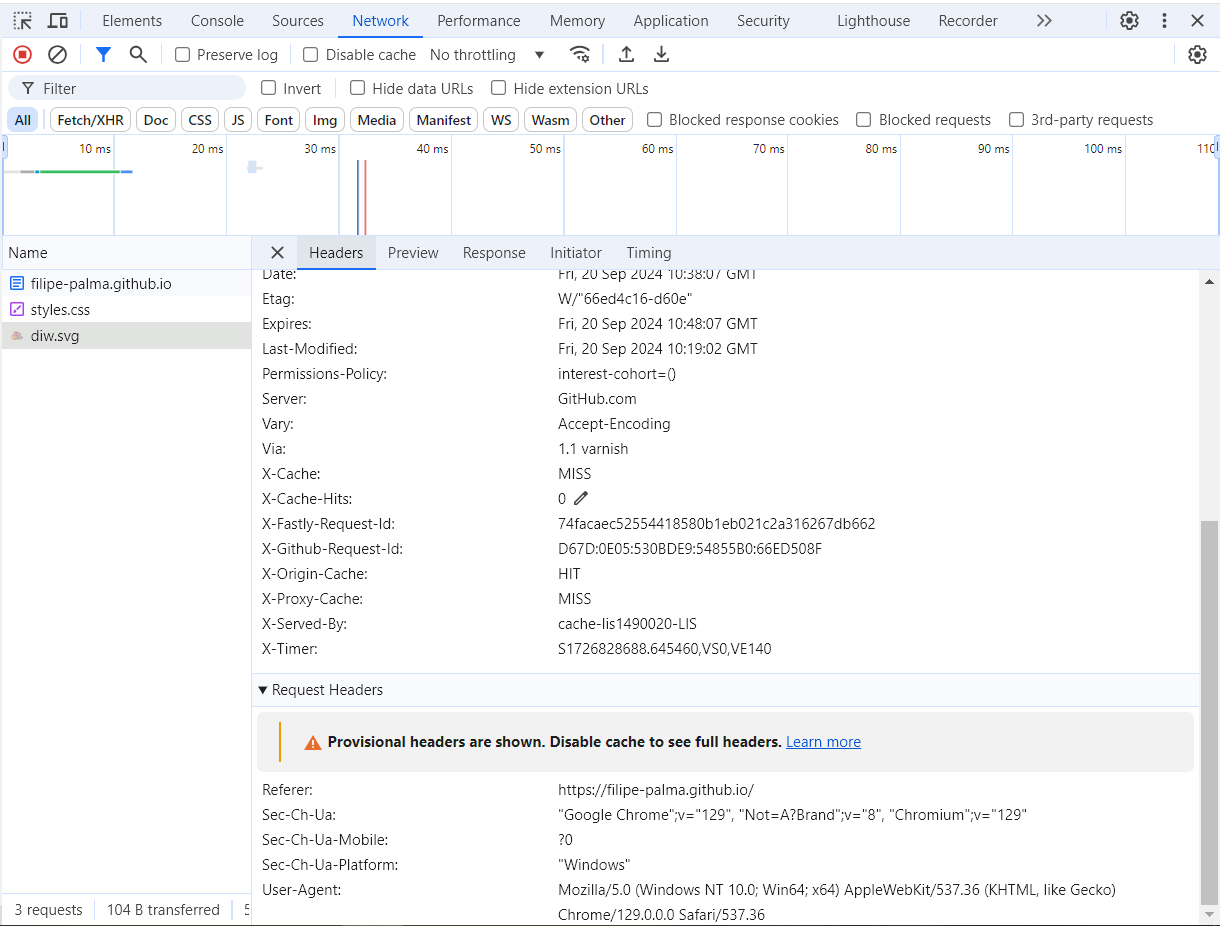 Elements Console Sources Network Performance Memory Application Security Lighthouse Recorder
Preserve log Disable cache No throttling
Filter Invert Hide data URLs Hide extension URLs
All Fetch/XHR Doc CSS JS Font Img Media Manifest WS Wasm Other Blocked response cookies Blocked requests 3rd-party requests
10 ms 20 ms 30 ms 40 ms 50 ms 60 ms 70 ms 80 ms 90 ms 100 ms 110
Name
filipe-palma.github.io
styles.css
diw.svg
3 requests 104 B transferred 5
Headers Preview Response Initiator Timing
Date: Fri, 20 Sep 2024 10:38:07 GMT
Etag: W/"66ed4c16-d60e"
Expires: Fri, 20 Sep 2024 10:48:07 GMT
Last-Modified: Fri, 20 Sep 2024 10:19:02 GMT
Permissions-Policy: interest-cohort=()
Server: GitHub.com
Vary: Accept-Encoding
Via: 1.1 varnish
X-Cache: MISS
X-Cache-Hits: 0
X-Fastly-Request-Id: 74facaec52554418580b1eb021c2a316267db662
X-Github-Request-Id: D67D:0E05:530BDE9:54855B0:66ED508F
X-Origin-Cache: HIT
X-Proxy-Cache: MISS
X-Served-By: cache-lis1490020-LIS
X-Timer: S1726828688.645460,VS0,VE140
Request Headers
Provisional headers are shown. Disable cache to see full headers. Learn more
Referer: https://filipe-palma.github.io/
Sec-Ch-Ua: "Google Chrome";v="129", "Not=A?Brand";v="8", "Chromium";v="129"
Sec-Ch-Ua-Mobile: ?0
Sec-Ch-Ua-Platform: "Windows"
User-Agent: Mozilla/5.0 (Windows NT 10.0; Win64; x64) AppleWebKit/537.36 (KHTML, like Gecko)
Chrome/129.0.0.0 Safari/537.36